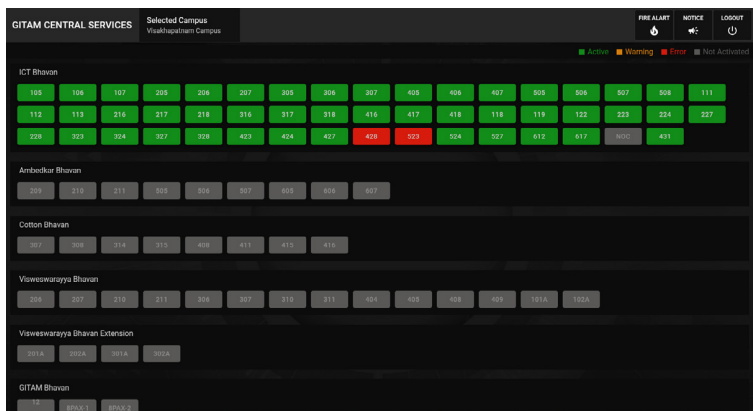 GITAM CENTRAL SERVICES
Selected Campus
Visakhapatnam Campus
FIRE ALART
NOTICE
LOGOUT
Active Warning Error Not Activated
ICT Bhavan
105 106 107 205 206 207 305 306 307 405 406 407 505 506 507 508 111
112 113 216 217 218 316 317 318 416 417 418 118 119 122 223 224 227
228 323 324 327 328 423 424 427 428 523 524 527 612 617 NOC 431
Ambedkar Bhavan
209 210 211 505 506 507 605 606 607
Cotton Bhavan
307 308 314 315 408 411 415 416
Visweswarayya Bhavan
206 207 210 211 306 307 310 311 404 405 408 409 101A 102A
Visweswarayya Bhavan Extension
201A 202A 301A 302A
GITAM Bhavan
12 BPAX-1 BPAX-2